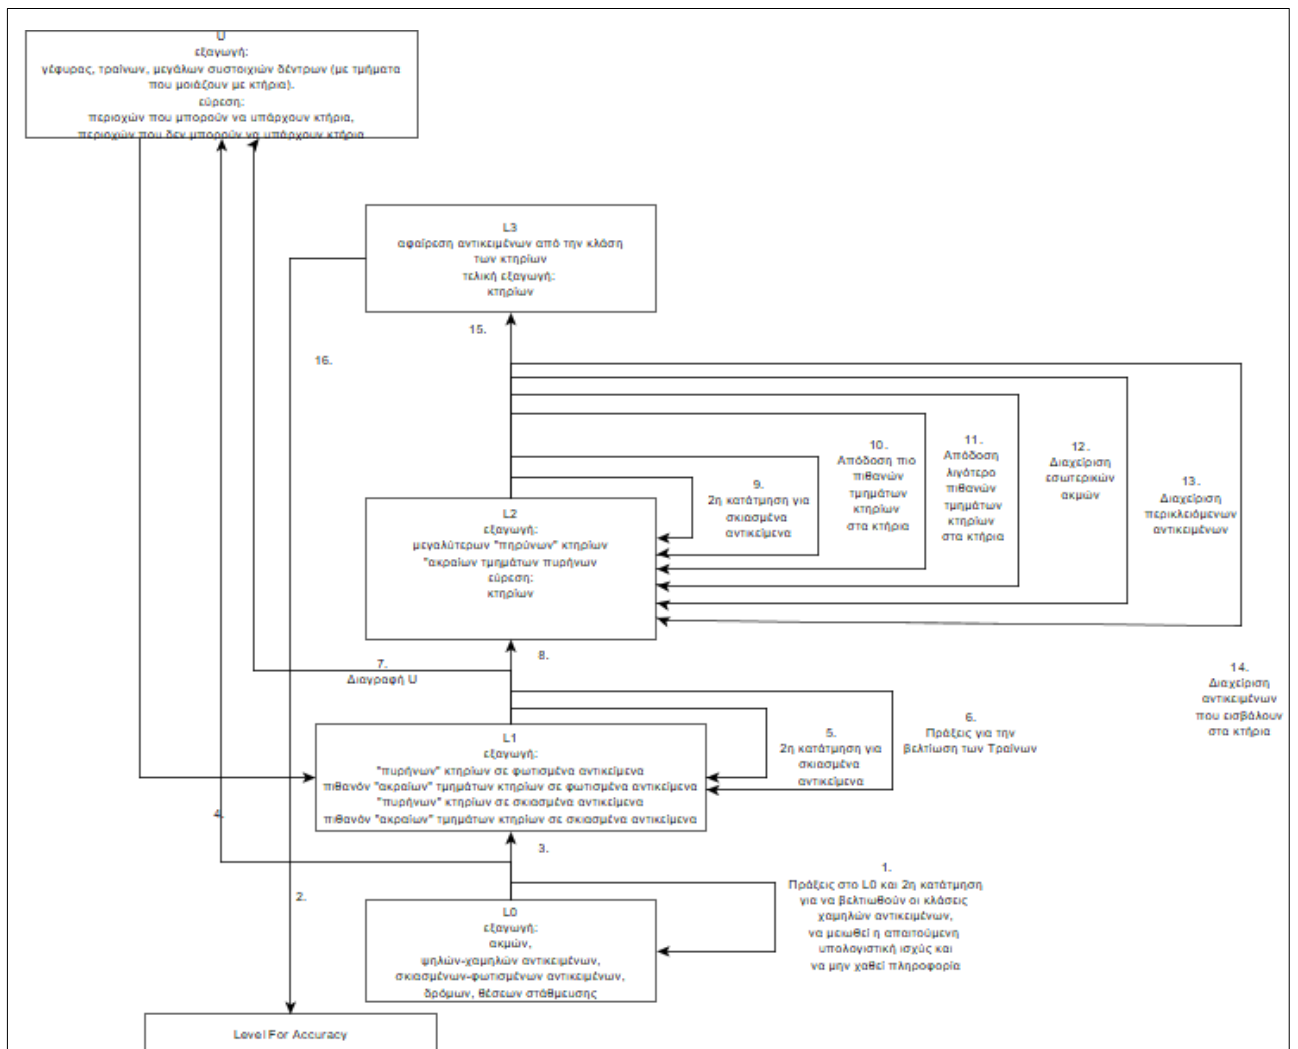 U
εξαγωγή:
γέφυρας, τραίνων, μεγάλων συστοιχιών δέντρων (με τμήματα
που μοιάζουν με κτήρια).
εύρεση:
περιοχών που μπορούν να υπάρχουν κτήρια,
περιοχών που δεν μπορούν να υπάρχουν κτήρια
L3
αφαίρεση αντικειμένων από την κλάση
των κτηρίων
τελική εξαγωγή:
κτηρίων
15.
16.
10.
Απόδοση πιο
πιθανών
τμημάτων
κτηρίων
στα κτήρια
11.
Απόδοση
λιγότερο
πιθανών
τμημάτων
κτηρίων
στα κτήρια
12.
Διαχείριση
εσωτερικών
ακμών
13.
Διαχείριση
περικλειόμενων
αντικειμένων
9.
2η κατάτμηση για
σκιασμένα
αντικείμενα
L2
εξαγωγή:
μεγαλύτερων "πηρύνων" κτηρίων
"ακραίων τμημάτων πυρήνων
εύρεση:
κτηρίων
8.
7.
Διαγραφή U
14.
Διαχείριση
αντικειμένων
που εισβάλουν
στα κτήρια
6.
Πράξεις για την
βελτίωση των Τραίνων
5.
2η κατάτμηση για
σκιασμένα
αντικείμενα
L1
εξαγωγή:
"πυρήνων" κτηρίων σε φωτισμένα αντικείμενα
πιθανόν "ακραίων" τμημάτων κτηρίων σε φωτισμένα αντικείμενα
"πυρήνων" κτηρίων σε σκιασμένα αντικείμενα
πιθανόν "ακραίων" τμημάτων κτηρίων σε σκιασμένα αντικείμενα
4.
3.
2.
1.
Πράξεις στο L0 και 2η κατάτμηση
για να βελτιωθούν οι κλάσεις
χαμηλών αντικειμένων,
να μειωθεί η απαιτούμενη
υπολογιστική ισχύς και
να μην χαθεί πληροφορία
L0
εξαγωγή:
ακμών,
ψηλών-χαμηλών αντικειμένων,
σκιασμένων-φωτισμένων αντικειμένων,
δρόμων, θέσεων στάθμευσης
Level For Accuracy